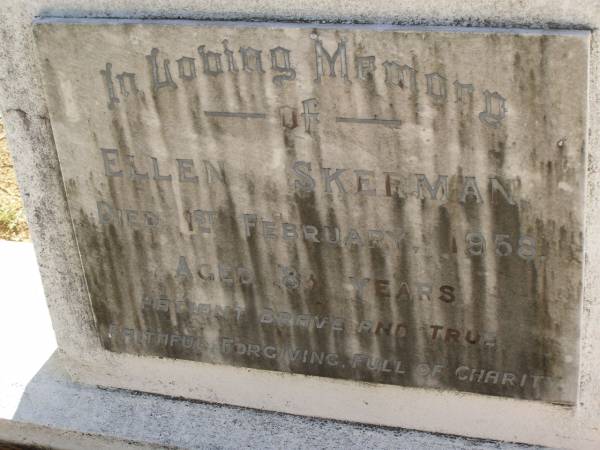 In Loving Memory
of
ELLEN SKERMAN
DIED 1ST FEBRUARY, 1958,
AGED YEARS
BRAVE AND TRUE
FAITHFUL, FORGIVING, FULL OF CHARITY